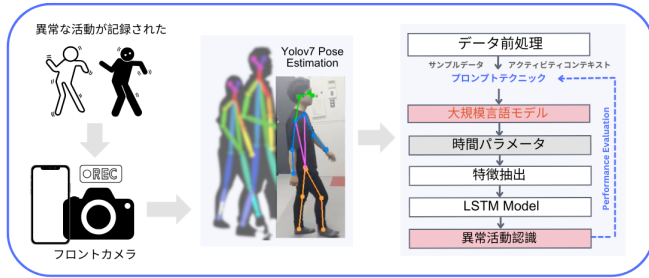 異常な活動が記録された
REC
フロントカメラ
Yolov7 Pose
Estimation
データ前処理
サンプルデータ アクティビティコンテキスト
プロンプトテクニック
大規模言語モデル
時間パラメータ
特徴抽出
LSTM Model
異常活動認識
Performance Evaluation